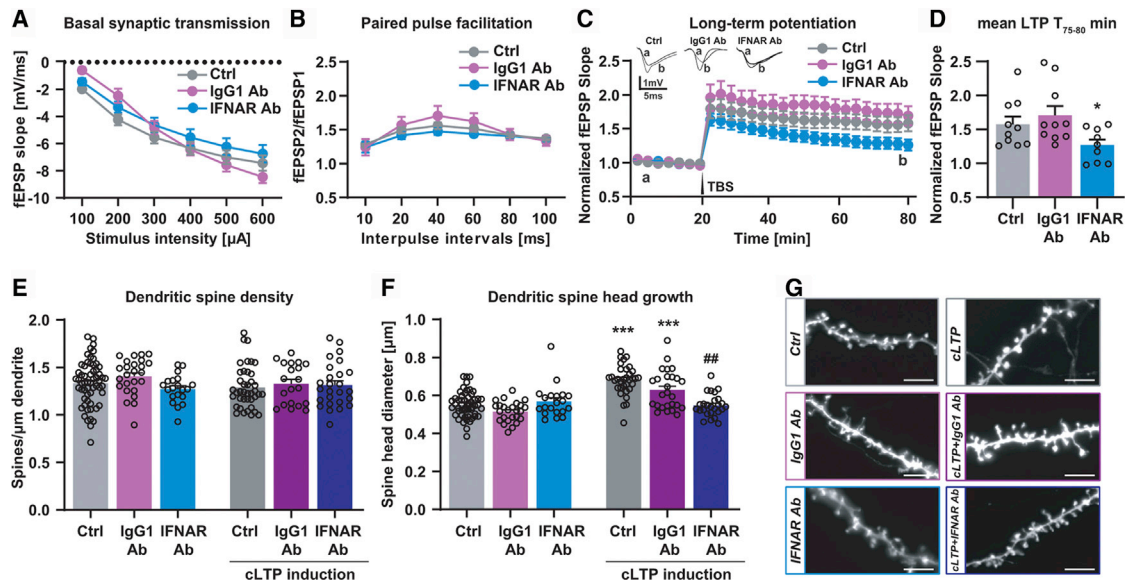 A
Basal synaptic transmission
fEPSP slope [mV/ms]
0
-2
-4
-6
-8
-10
Ctrl
IgG1 Ab
IFNAR Ab
100 200 300 400 500 600
Stimulus intensity [µA]
B
Paired pulse facilitation
fEPSP2/fEPSP1
2.5
2.0
1.5
1.0
0.5
Ctrl
IgG1 Ab
IFNAR Ab
10 20 40 60 80 100
Interpulse intervals [ms]
C
Long-term potentiation
Normalized fEPSP Slope
2.5
2.0
1.5
1.0
0.5
Ctrl IgG1 Ab IFNAR Ab
a a a
b b b
1mV
5ms
Ctrl
IgG1 Ab
IFNAR Ab
a
b
TBS
0 20 40 60 80
Time [min]
D
mean LTP T75-80 min
Normalized fEPSP Slope
2.5
2.0
1.5
1.0
0.5
*
Ctrl IgG1 IFNAR
Ab Ab
E
Dendritic spine density
Spines/µm dendrite
2.0
1.5
1.0
1.5
0.0
Ctrl IgG1 IFNAR Ctrl IgG1 IFNAR
Ab Ab Ab Ab
cLTP induction
F
Dendritic spine head growth
Spine head diameter [µm]
1.0
0.8
0.6
0.4
0.2
0.0
*** *** ##
Ctrl IgG1 IFNAR Ctrl IgG1 IFNAR
Ab Ab Ab Ab
cLTP induction
G
Ctrl
cLTP
IgG1 Ab
cLTP+IgG1 Ab
IFNAR Ab
cLTP+IFNAR Ab